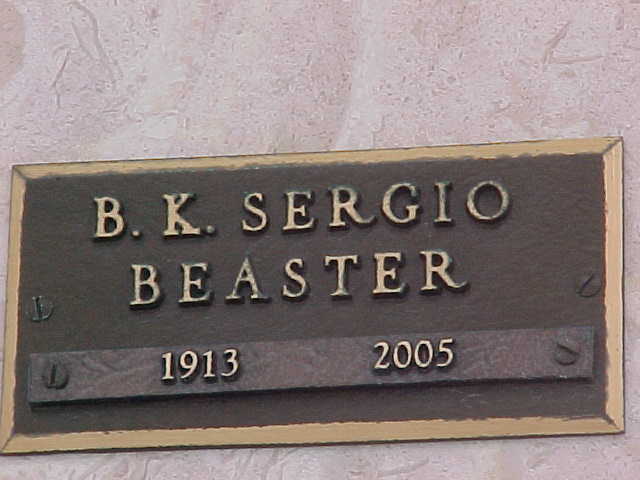 B. K. SERGIO
BEASTER
1913 2005